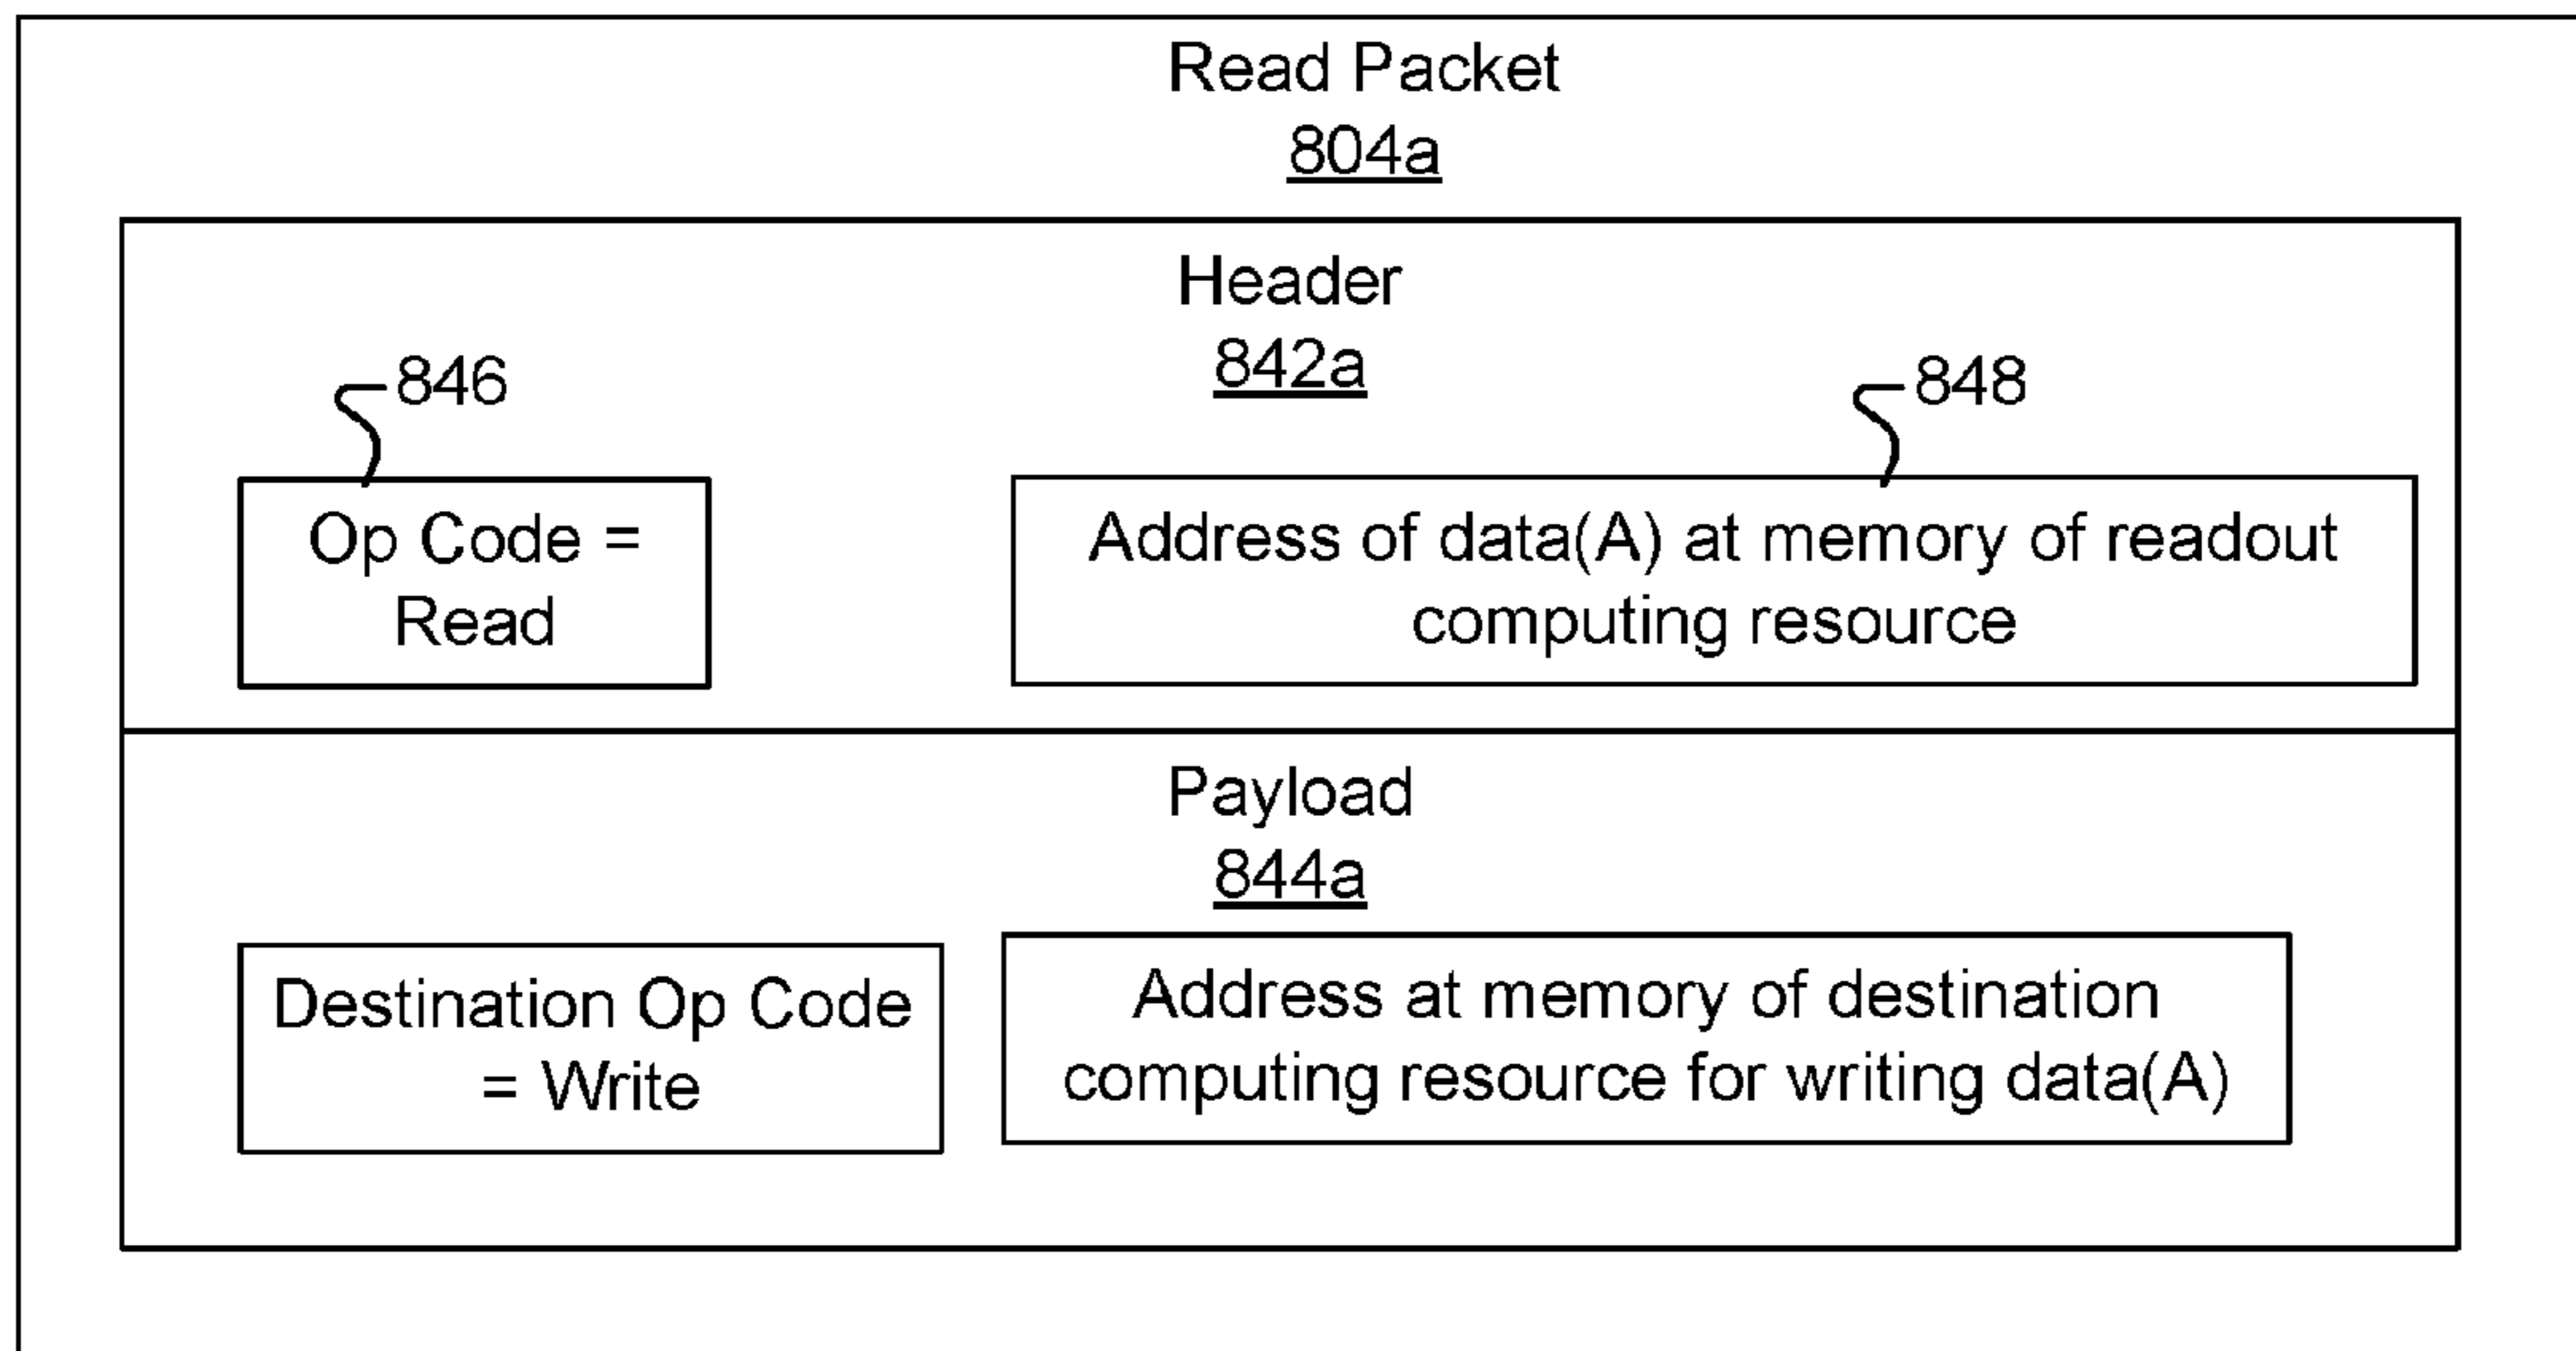 Read Packet
804a
Header
842a
846
848
Op Code =
Read
Address of data(A) at memory of readout
computing resource
Payload
844a
Destination Op Code
= Write
Address at memory of destination
computing resource for writing data(A)